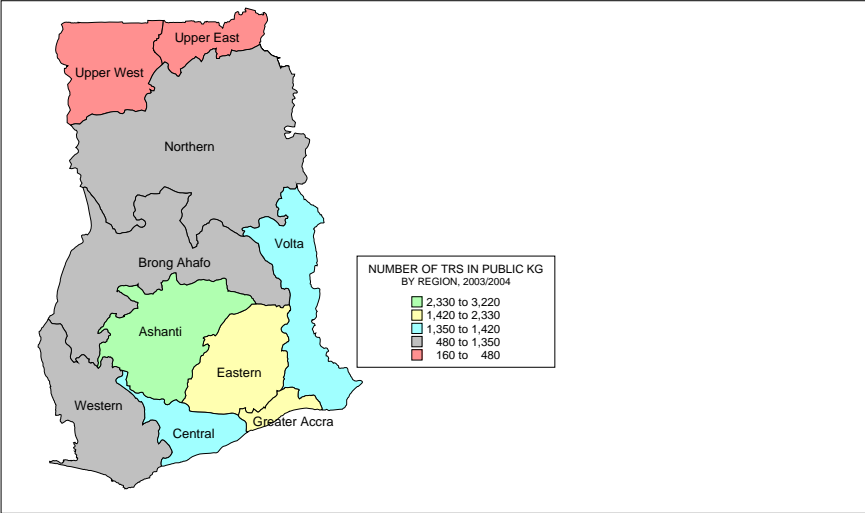 Upper East
Upper West
Northern
Volta
Brong Ahafo
NUMBER OF TRS IN PUBLIC KG
BY REGION, 2003/2004
2,330 to 3,220
1,420 to 2,330
1,350 to 1,420
480 to 1,350
160 to 480
Ashanti
Eastern
Western
Greater Accra
Central